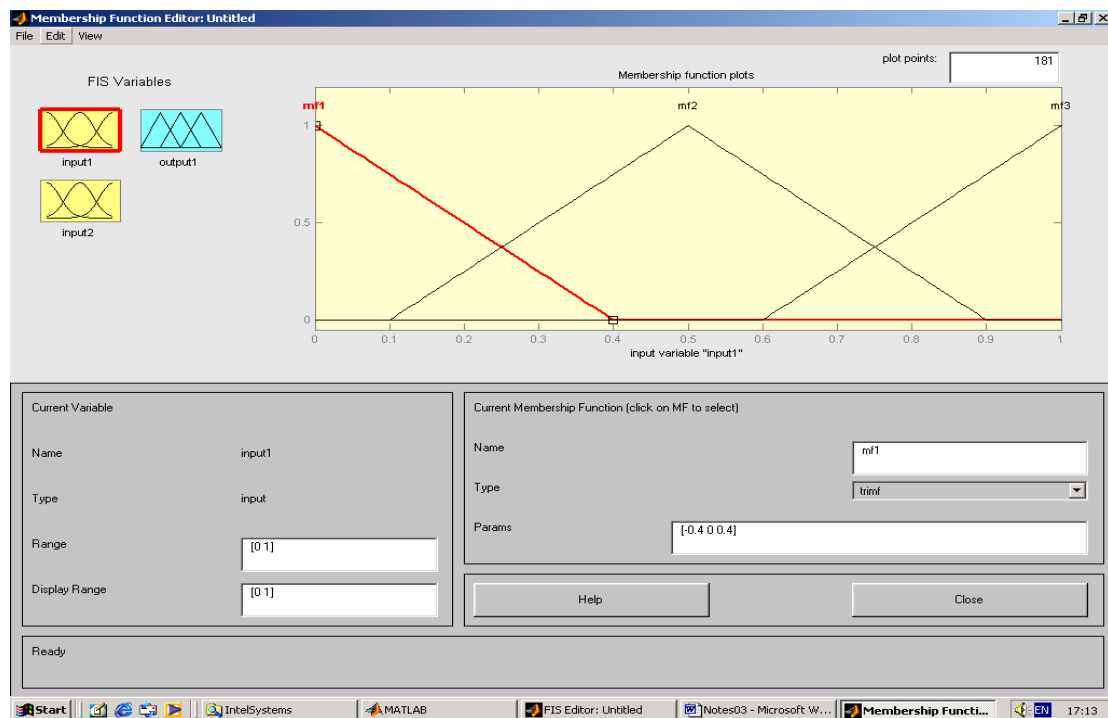 Membership Function Editor: Untitled
File Edit View
FIS Variables
input1
output1
input2
plot points:
181
Membership function plots
mf1
mf2
mf3
1
0.5
0
0 0.1 0.2 0.3 0.4 0.5 0.6 0.7 0.8 0.9 1
input variable "input1"
Current Variable
Name input1
Type input
Range [0 1]
Display Range [0 1]
Current Membership Function (click on MF to select)
Name mf1
Type trimf
Params [-0.4 0 0.4]
Help Close
Ready
Start IntelSystems MATLAB FIS Editor: Untitled Notes03 - Microsoft W... Membership Functi... EN 17:13